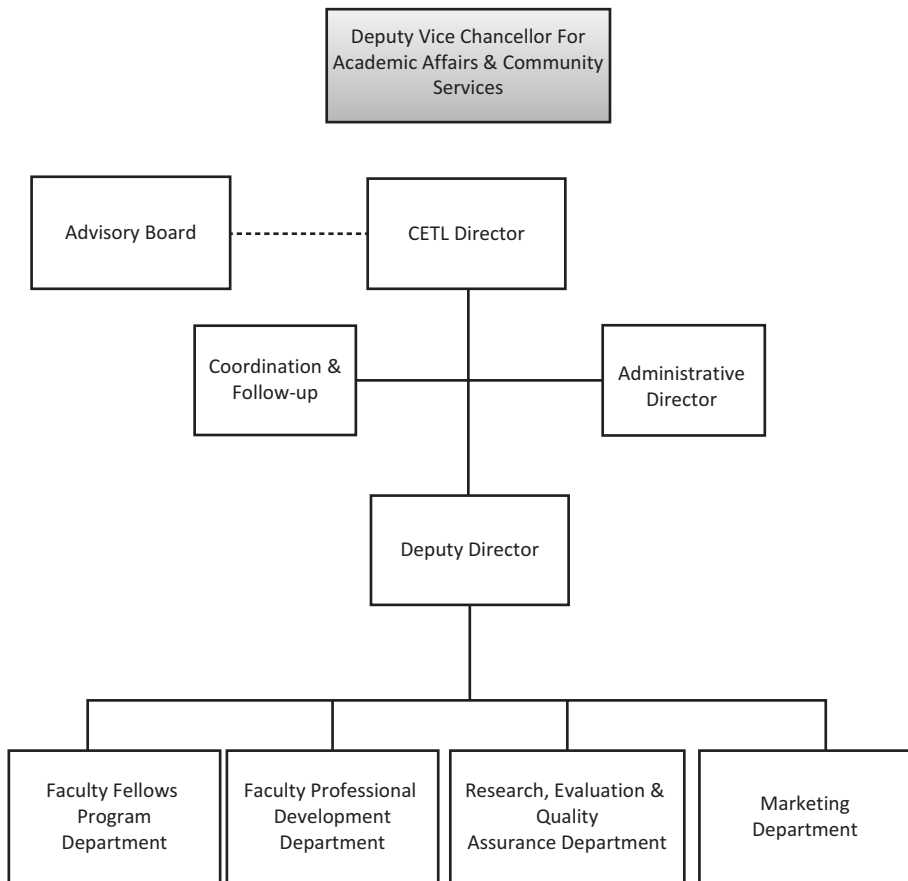 Deputy Vice Chancellor For
Academic Affairs & Community
Services
Advisory Board
CETL Director
Coordination &
Follow-up
Administrative
Director
Deputy Director
Faculty Fellows
Program
Department
Faculty Professional
Development
Department
Research, Evaluation &
Quality
Assurance Department
Marketing
Department